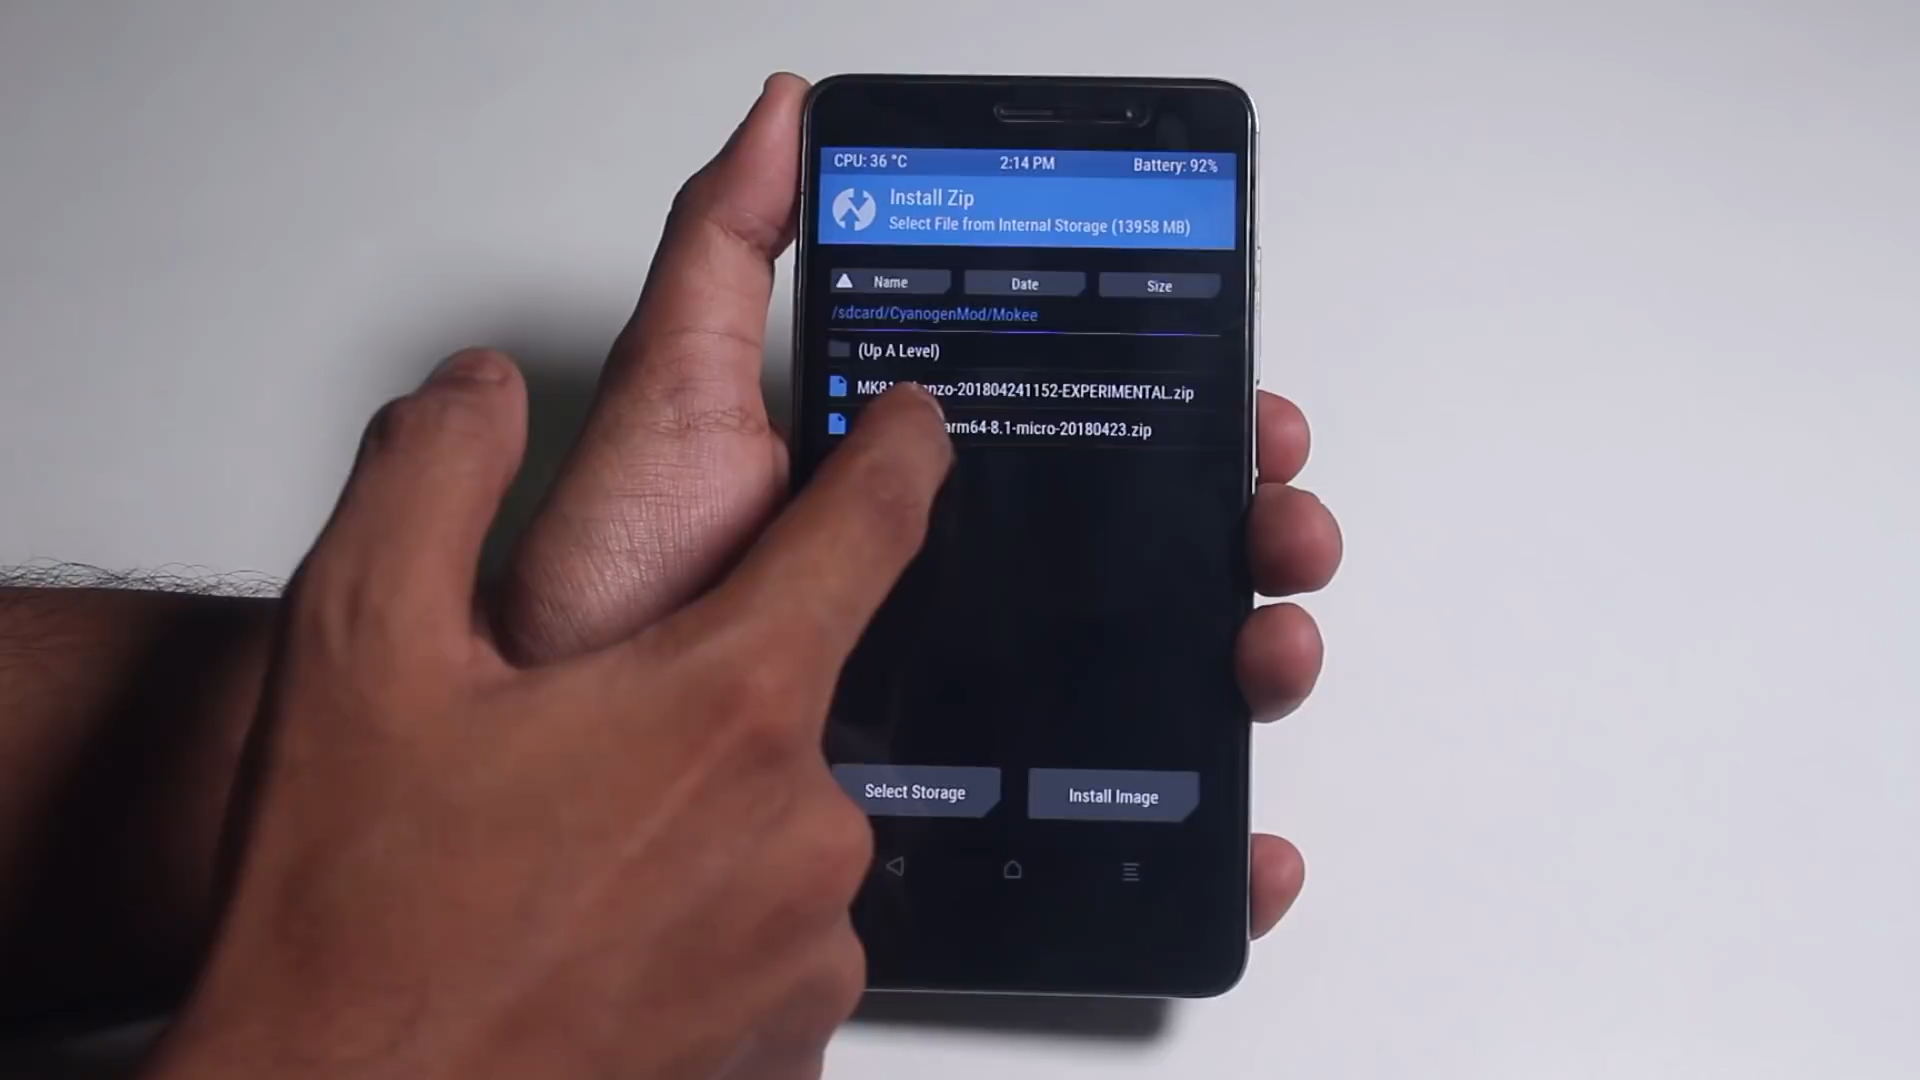 CPU: 36 °C 2:14 PM Battery: 92%
Install Zip
Select File from Internal Storage (13958 MB)
Name Date Size
/sdcard/CyanogenMod/Mokee
(Up A Level)
-201804241152-EXPERIMENTAL.zip
arm64-8.1-micro-20180423.zip
Select Storage Install Image